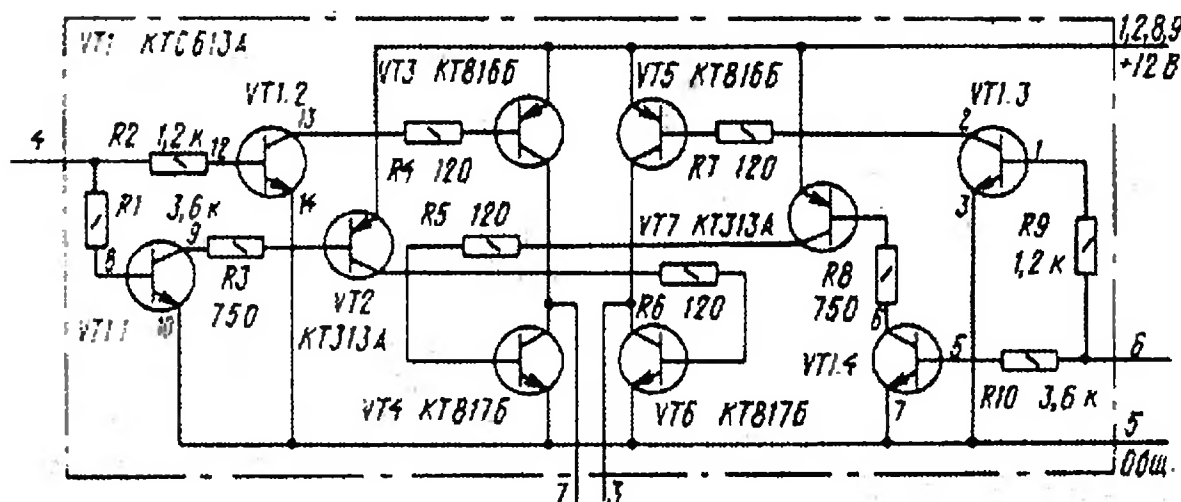 VT1 КТС613А
1,2,8,9
+12 В
VT3 КТ816Б
VT5 КТ816Б
VT1.2
VT1.3
4
R2
1,2 к
12
13
14
R4 120
R7 120
2
1
3
R1
3,6 к
8
9
10
VT1.1
R3
750
R5
120
VT2
КТ313А
VT7 КТ313А
R6 120
R8
750
R9
1,2 к
6
VT1.4
5
7
6
R10 3,6 к
VT4 КТ817Б
VT6 КТ817Б
5
Общ.
7
3